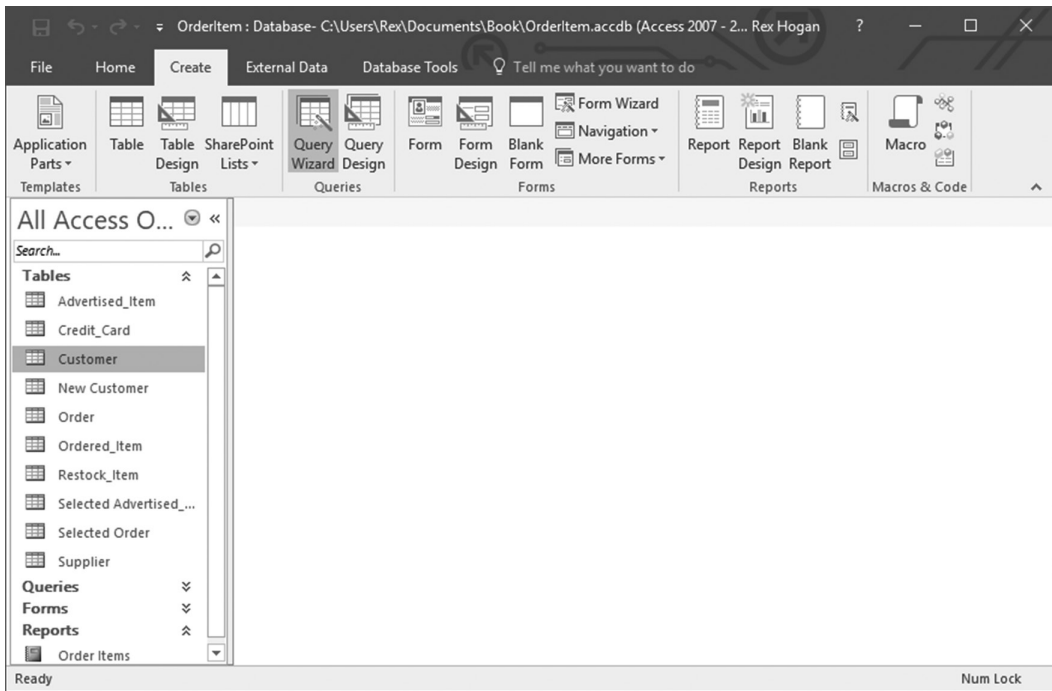 OrderItem : Database- C:\Users\Rex\Documents\Book\OrderItem.accdb (Access 2007 - 2... Rex Hogan ?
File Home Create External Data Database Tools Tell me what you want to do
Application Parts
Table
Table Design
SharePoint Lists
Query Wizard
Query Design
Form
Form Design
Blank Form
Form Wizard
Navigation
More Forms
Report
Report Design
Blank Report
Macro
Templates Tables Queries Forms Reports Macros & Code
All Access O...
Search...
Tables
Advertised_Item
Credit_Card
Customer
New Customer
Order
Ordered_Item
Restock_Item
Selected Advertised_...
Selected Order
Supplier
Queries
Forms
Reports
Order Items
Ready Num Lock